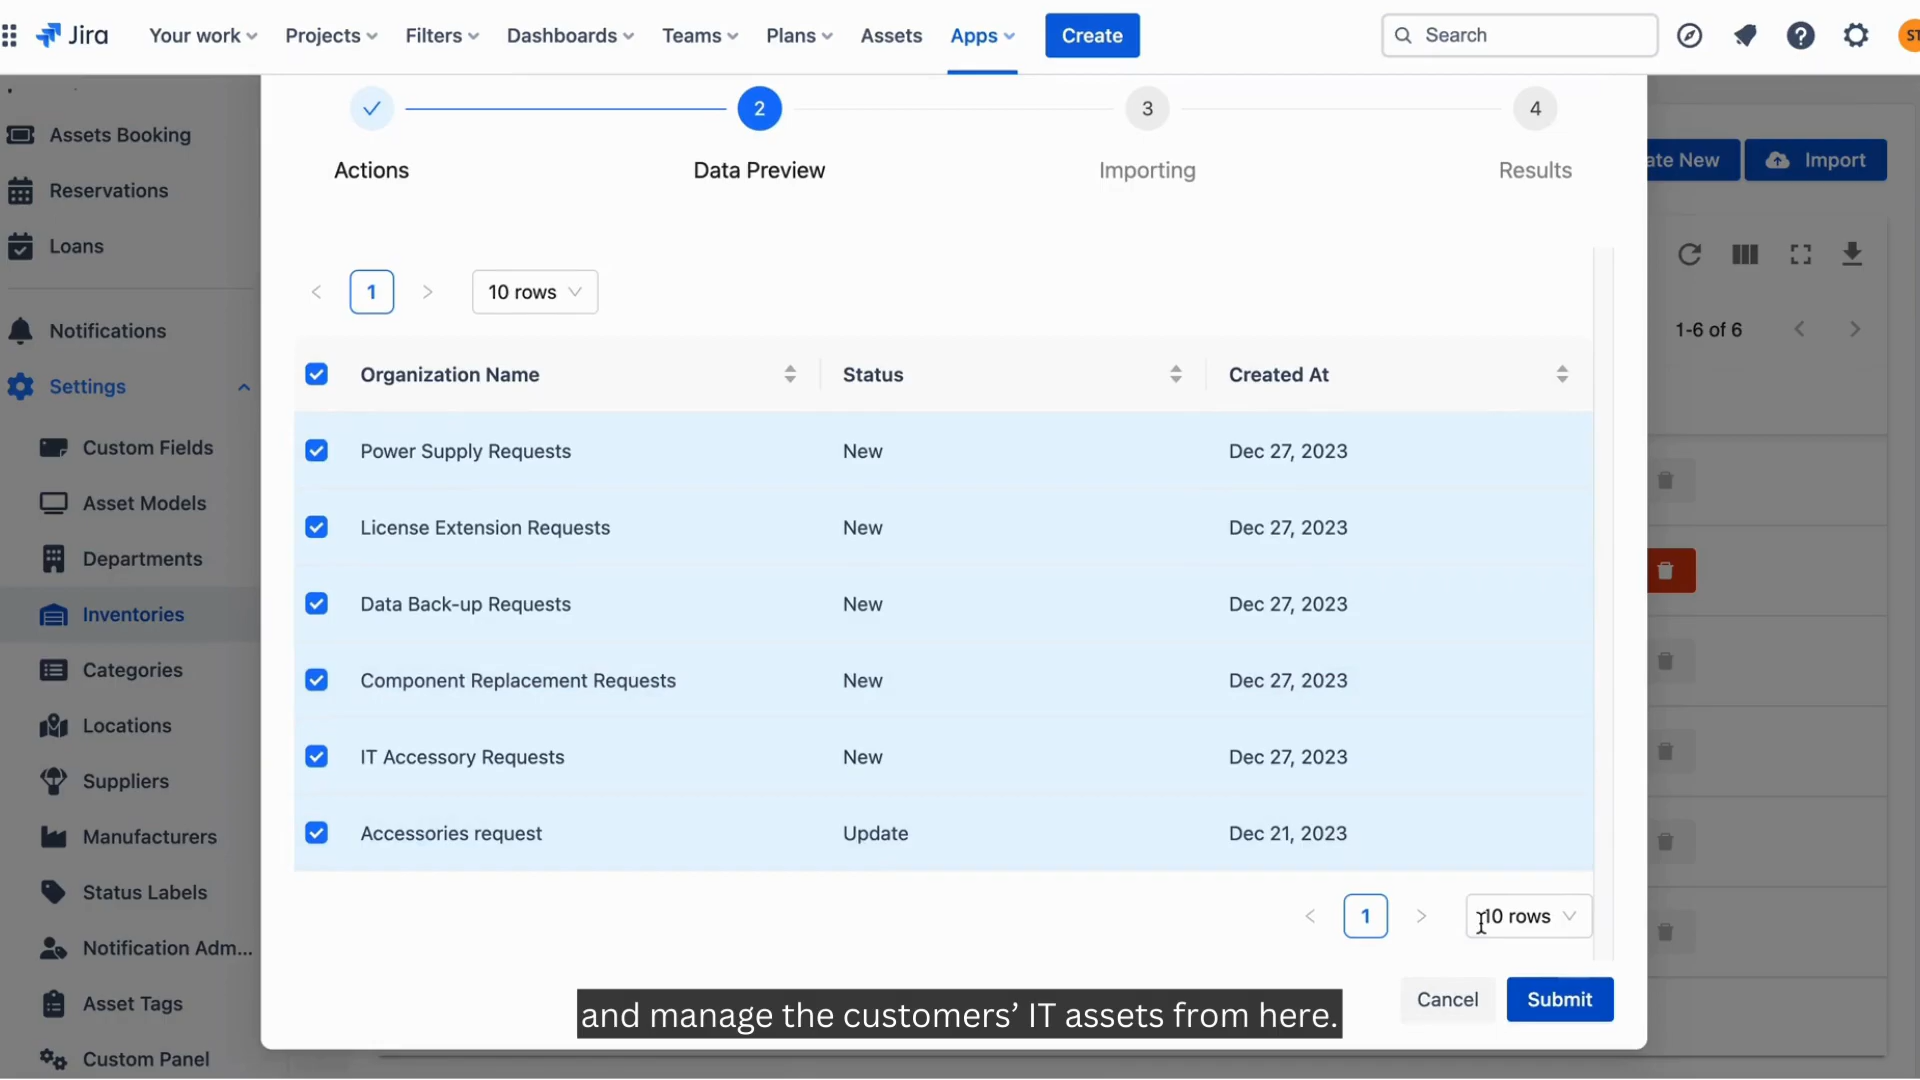 Jira Your work Projects Filters Dashboards Teams Plans Assets Apps Create Search ST
Assets Booking
Reservations
Loans
Notifications
Settings
Custom Fields
Asset Models
Departments
Inventories
Categories
Locations
Suppliers
Manufacturers
Status Labels
Notification Adm...
Asset Tags
Custom Panel
2 3 4
Actions Data Preview Importing Results
1 10 rows
Organization Name Status Created At
Power Supply Requests New Dec 27, 2023
License Extension Requests New Dec 27, 2023
Data Back-up Requests New Dec 27, 2023
Component Replacement Requests New Dec 27, 2023
IT Accessory Requests New Dec 27, 2023
Accessories request Update Dec 21, 2023
1 10 rows
Cancel Submit
and manage the customers’ IT assets from here.
ate New Import
1-6 of 6